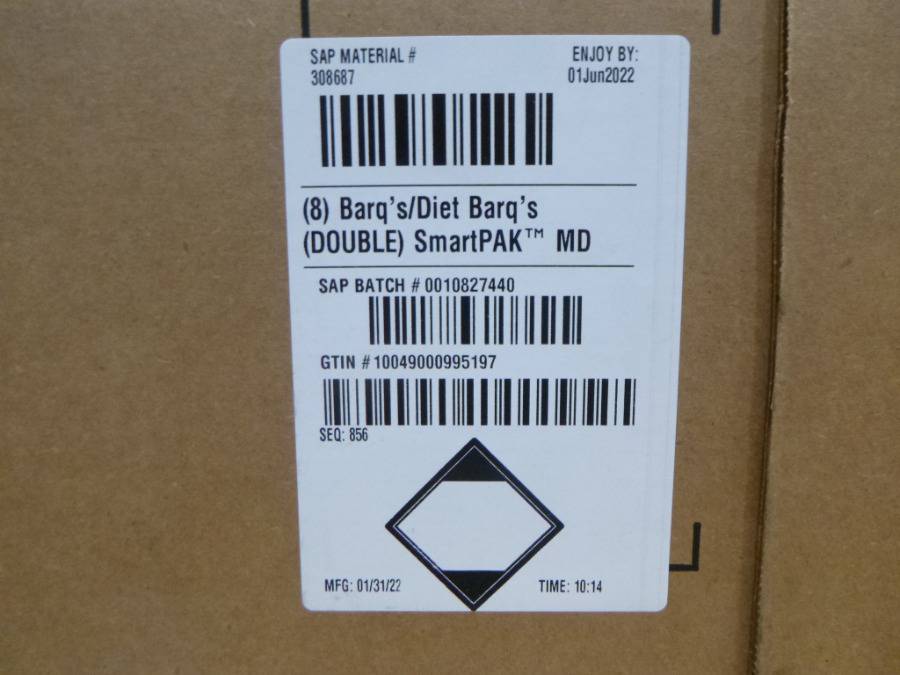 SAP MATERIAL #
308687
ENJOY BY:
01Jun2022
(8) Barq's/Diet Barq's
(DOUBLE) SmartPAK™ MD
SAP BATCH # 0010827440
GTIN # 10049000995197
SEQ: 856
MFG: 01/31/22
TIME: 10:14